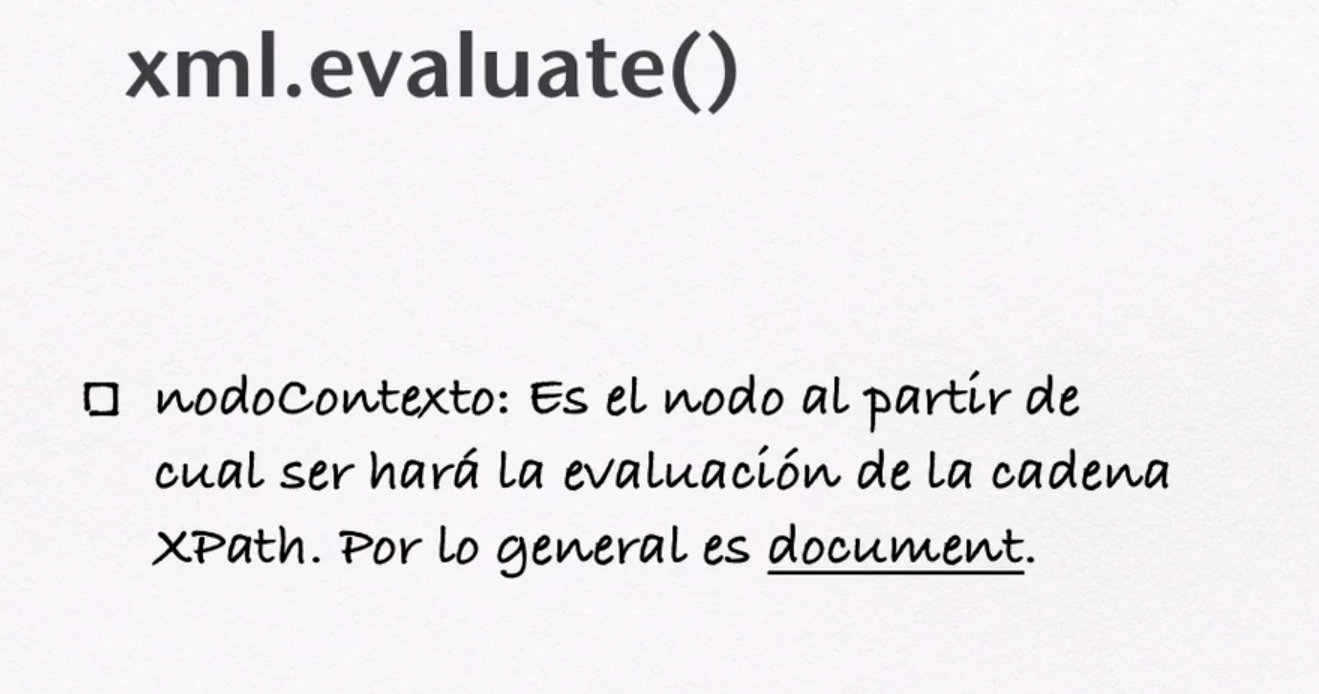 xml.evaluate()
nodoContexto: Es el nodo al partir de
cual ser hará la evaluación de la cadena
XPath. Por lo general es document.